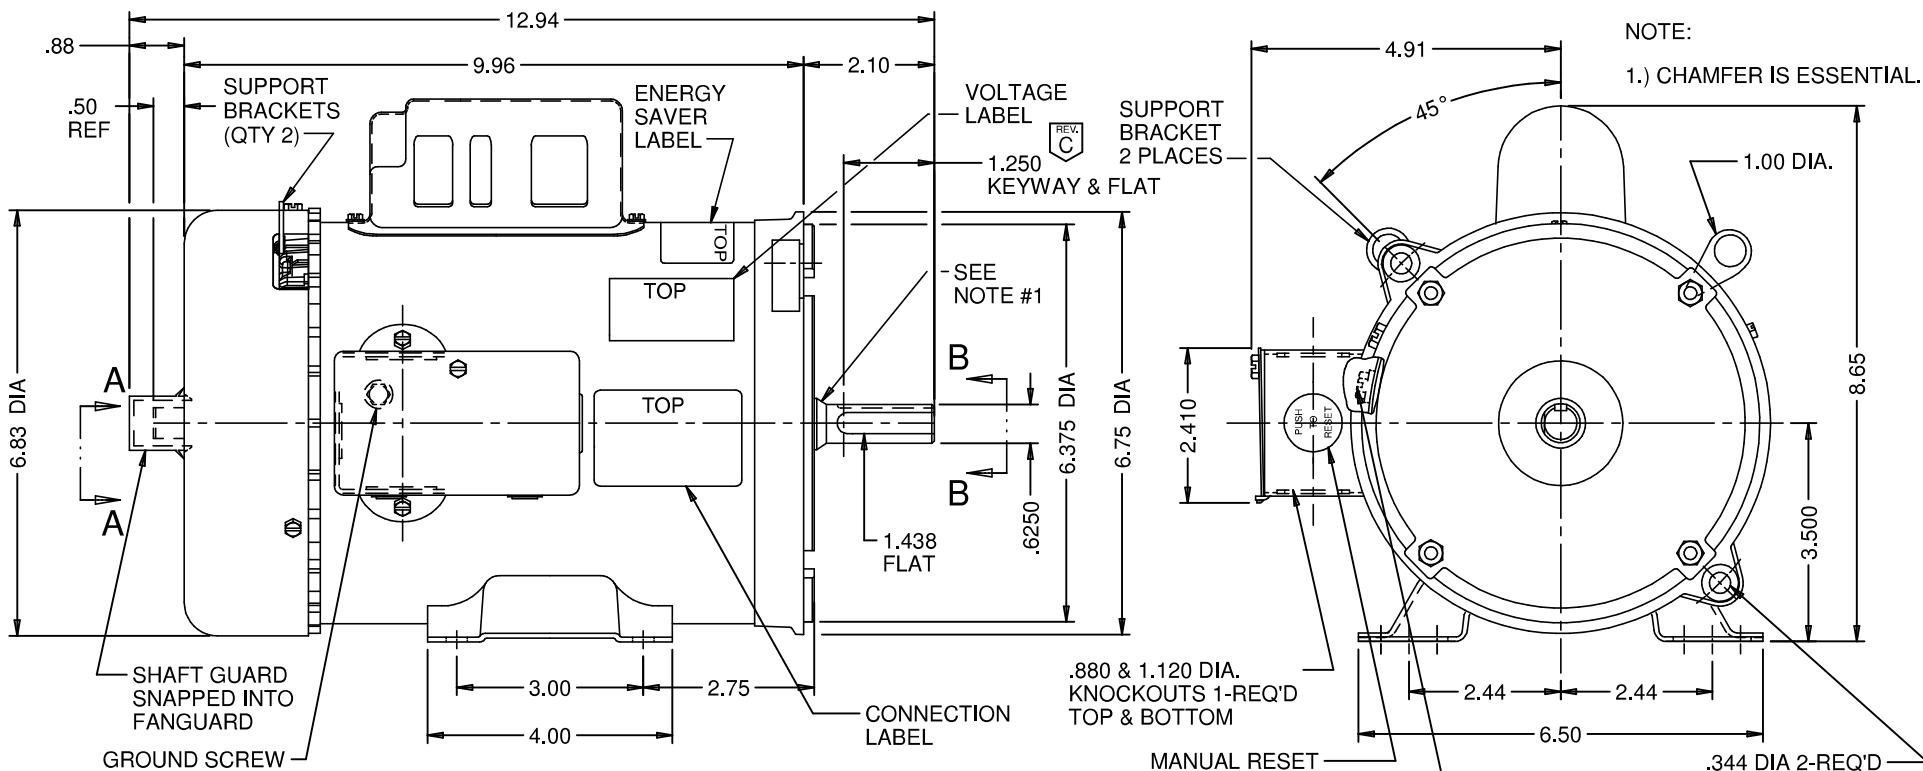 12.94
.88
9.96
2.10
.50
REF
SUPPORT
BRACKETS
(QTY 2)
ENERGY
SAVER
LABEL
VOLTAGE
LABEL
REV.
C
1.250
KEYWAY & FLAT
TOP
TOP
SEE
NOTE #1
6.83 DIA
A
A
TOP
B
B
6.375 DIA
6.75 DIA
.6250
1.438
FLAT
SHAFT GUARD
SNAPPED INTO
FANGUARD
GROUND SCREW
3.00
2.75
4.00
CONNECTION
LABEL
NOTE:
1.) CHAMFER IS ESSENTIAL.
4.91
45°
SUPPORT
BRACKET
2 PLACES
1.00 DIA.
8.65
2.410
PUSH
TO
RESET
3.500
.880 & 1.120 DIA.
KNOCKOUTS 1-REQ'D
TOP & BOTTOM
2.44
2.44
6.50
MANUAL RESET
.344 DIA 2-REQ'D